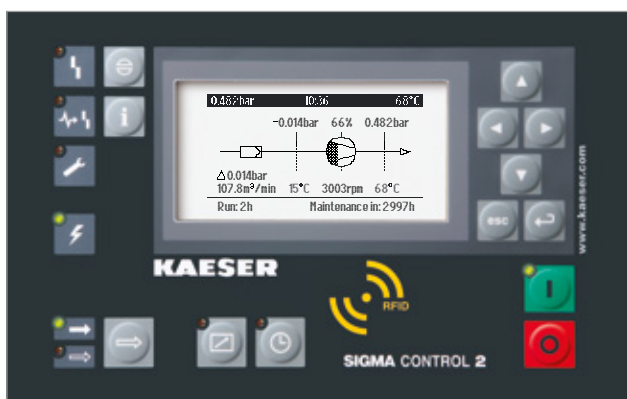 0.482bar 10:36 68°C
-0.014bar 66% 0.482bar
△0.014bar
107.8m³/min 15°C 3003rpm 68°C
Run: 2h Maintenance in: 2997h
esc
www.kaeser.com
KAESER
RFID
SIGMA CONTROL 2